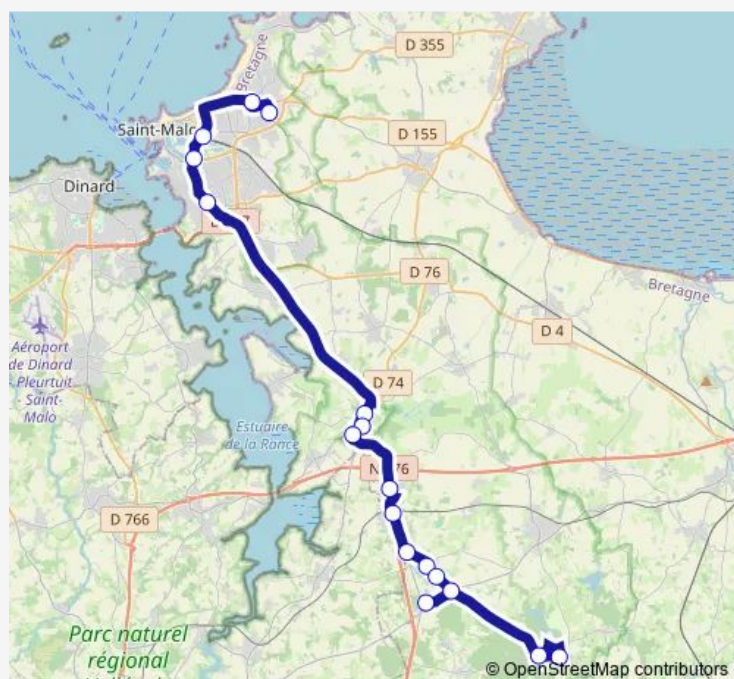 D 355
Bretagne
Saint-Malo
D 155
Dinard
D 76
Bretagne
D 4
Aéroport
de Dinard
- Pleurtuit
- Saint-
Malo
D 74
Estuaire
de la Rance
D 766
Parc naturel
régional
© OpenStreetMap contributors